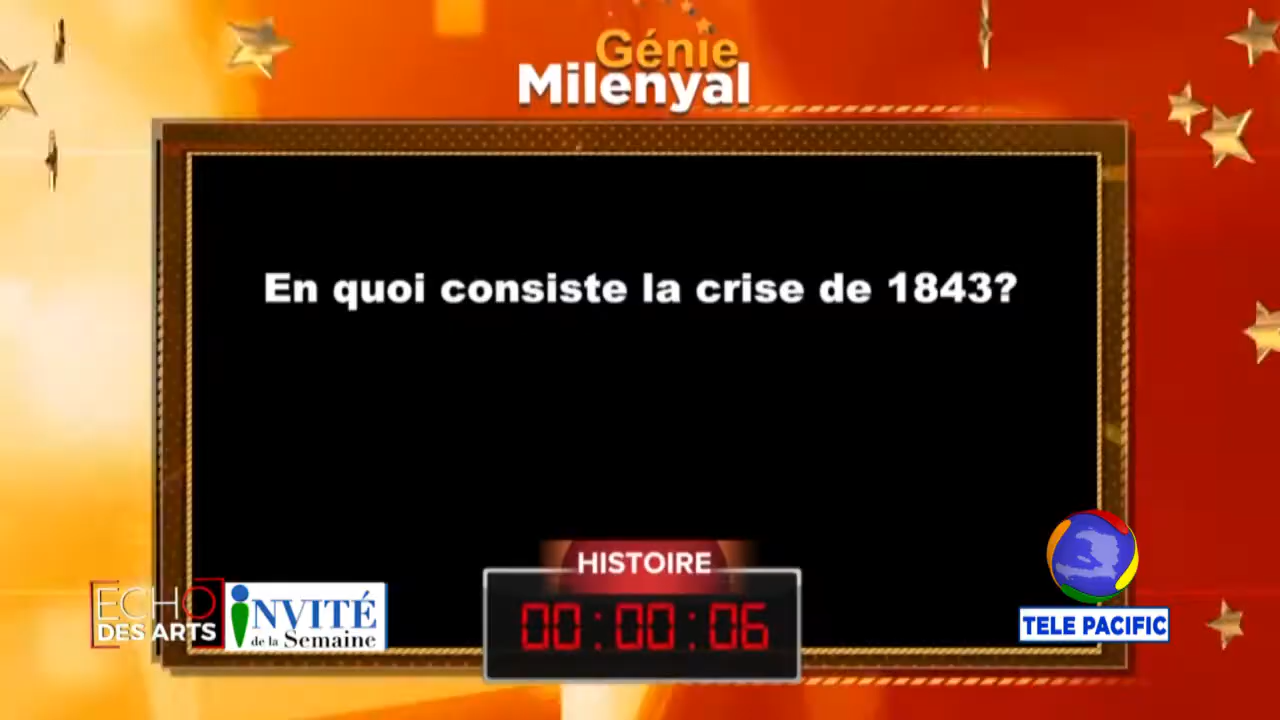 Génie
Milenyal
En quoi consiste la crise de 1843?
HISTOIRE
00:00:06
ECHO
DES ARTS
iNVITÉ
de la Semaine
TELE PACIFIC